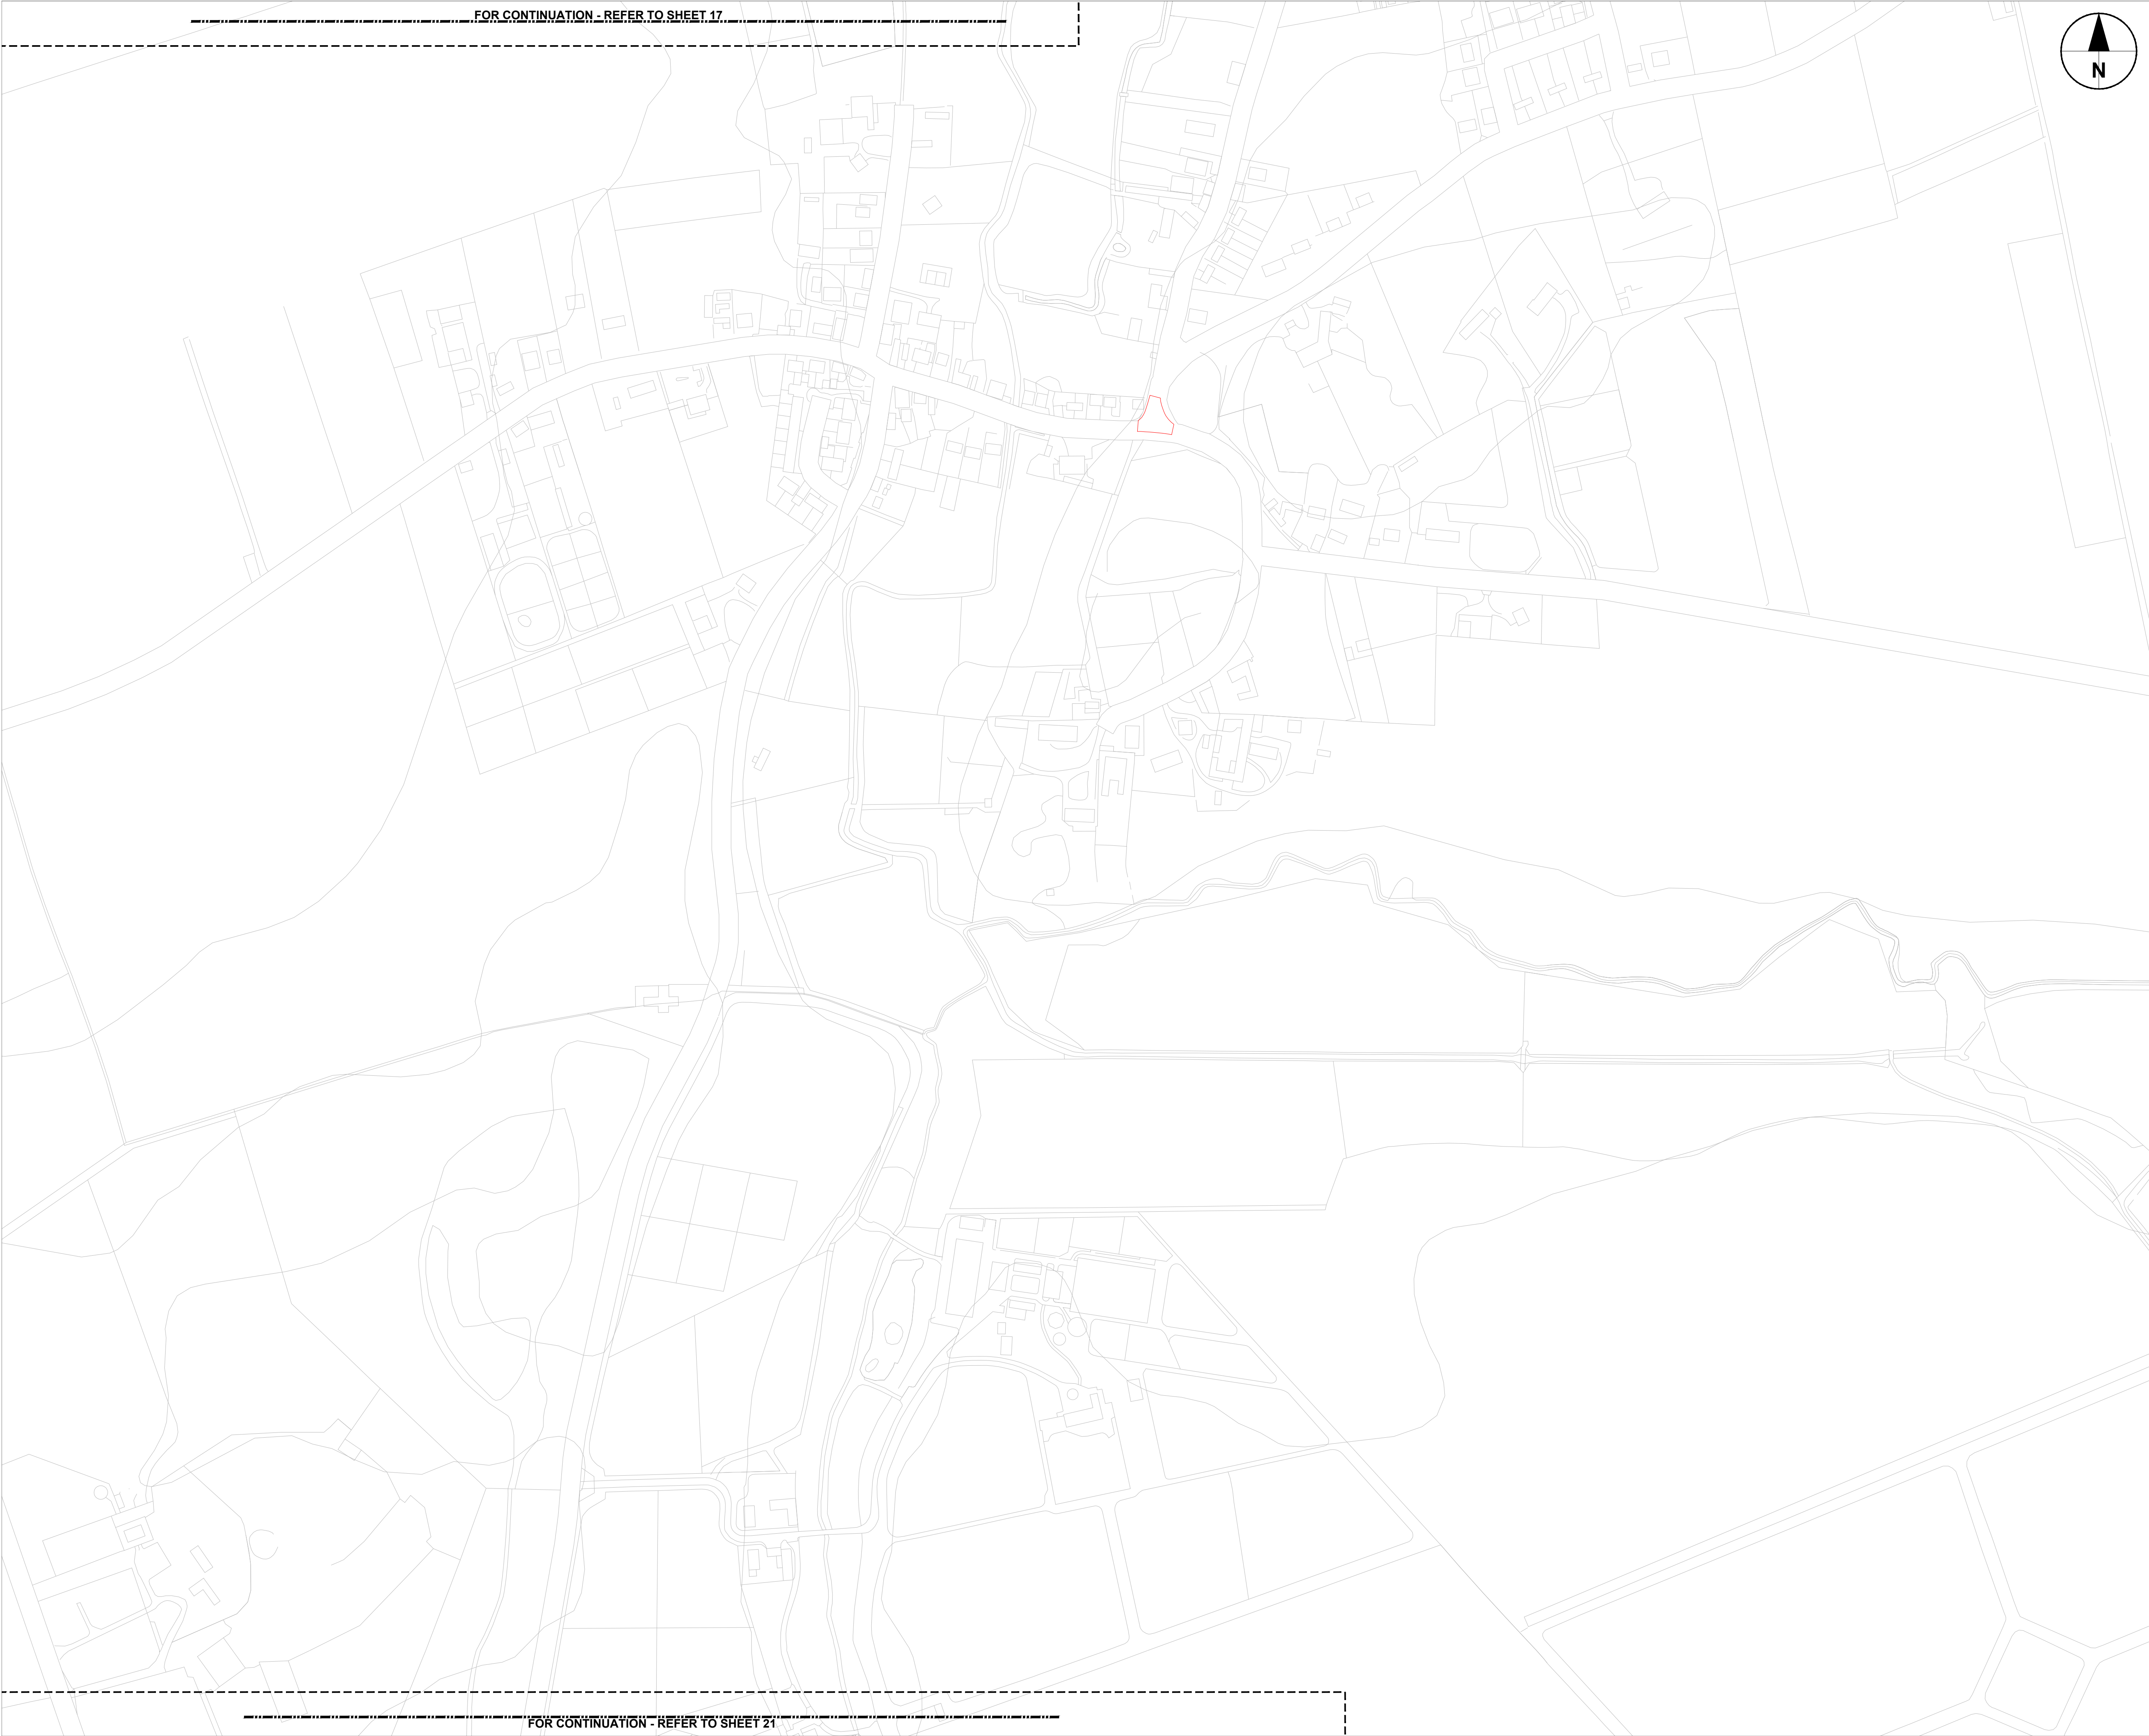 FOR CONTINUATION - REFER TO SHEET 17
N
FOR CONTINUATION - REFER TO SHEET 21